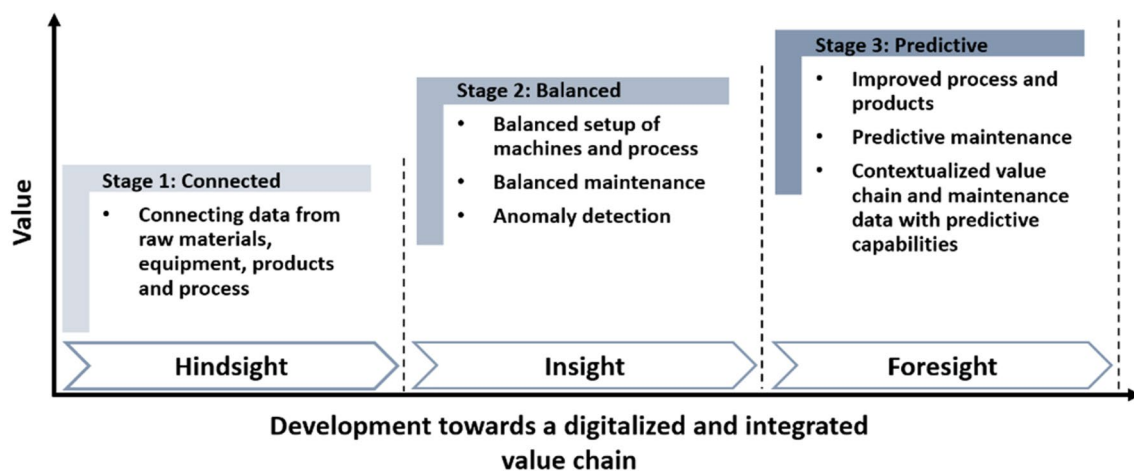 Value
Stage 1: Connected
• Connecting data from
raw materials,
equipment, products
and process
Hindsight
Stage 2: Balanced
• Balanced setup of
machines and process
• Balanced maintenance
• Anomaly detection
Insight
Stage 3: Predictive
• Improved process and
products
• Predictive maintenance
• Contextualized value
chain and maintenance
data with predictive
capabilities
Foresight
Development towards a digitalized and integrated
value chain